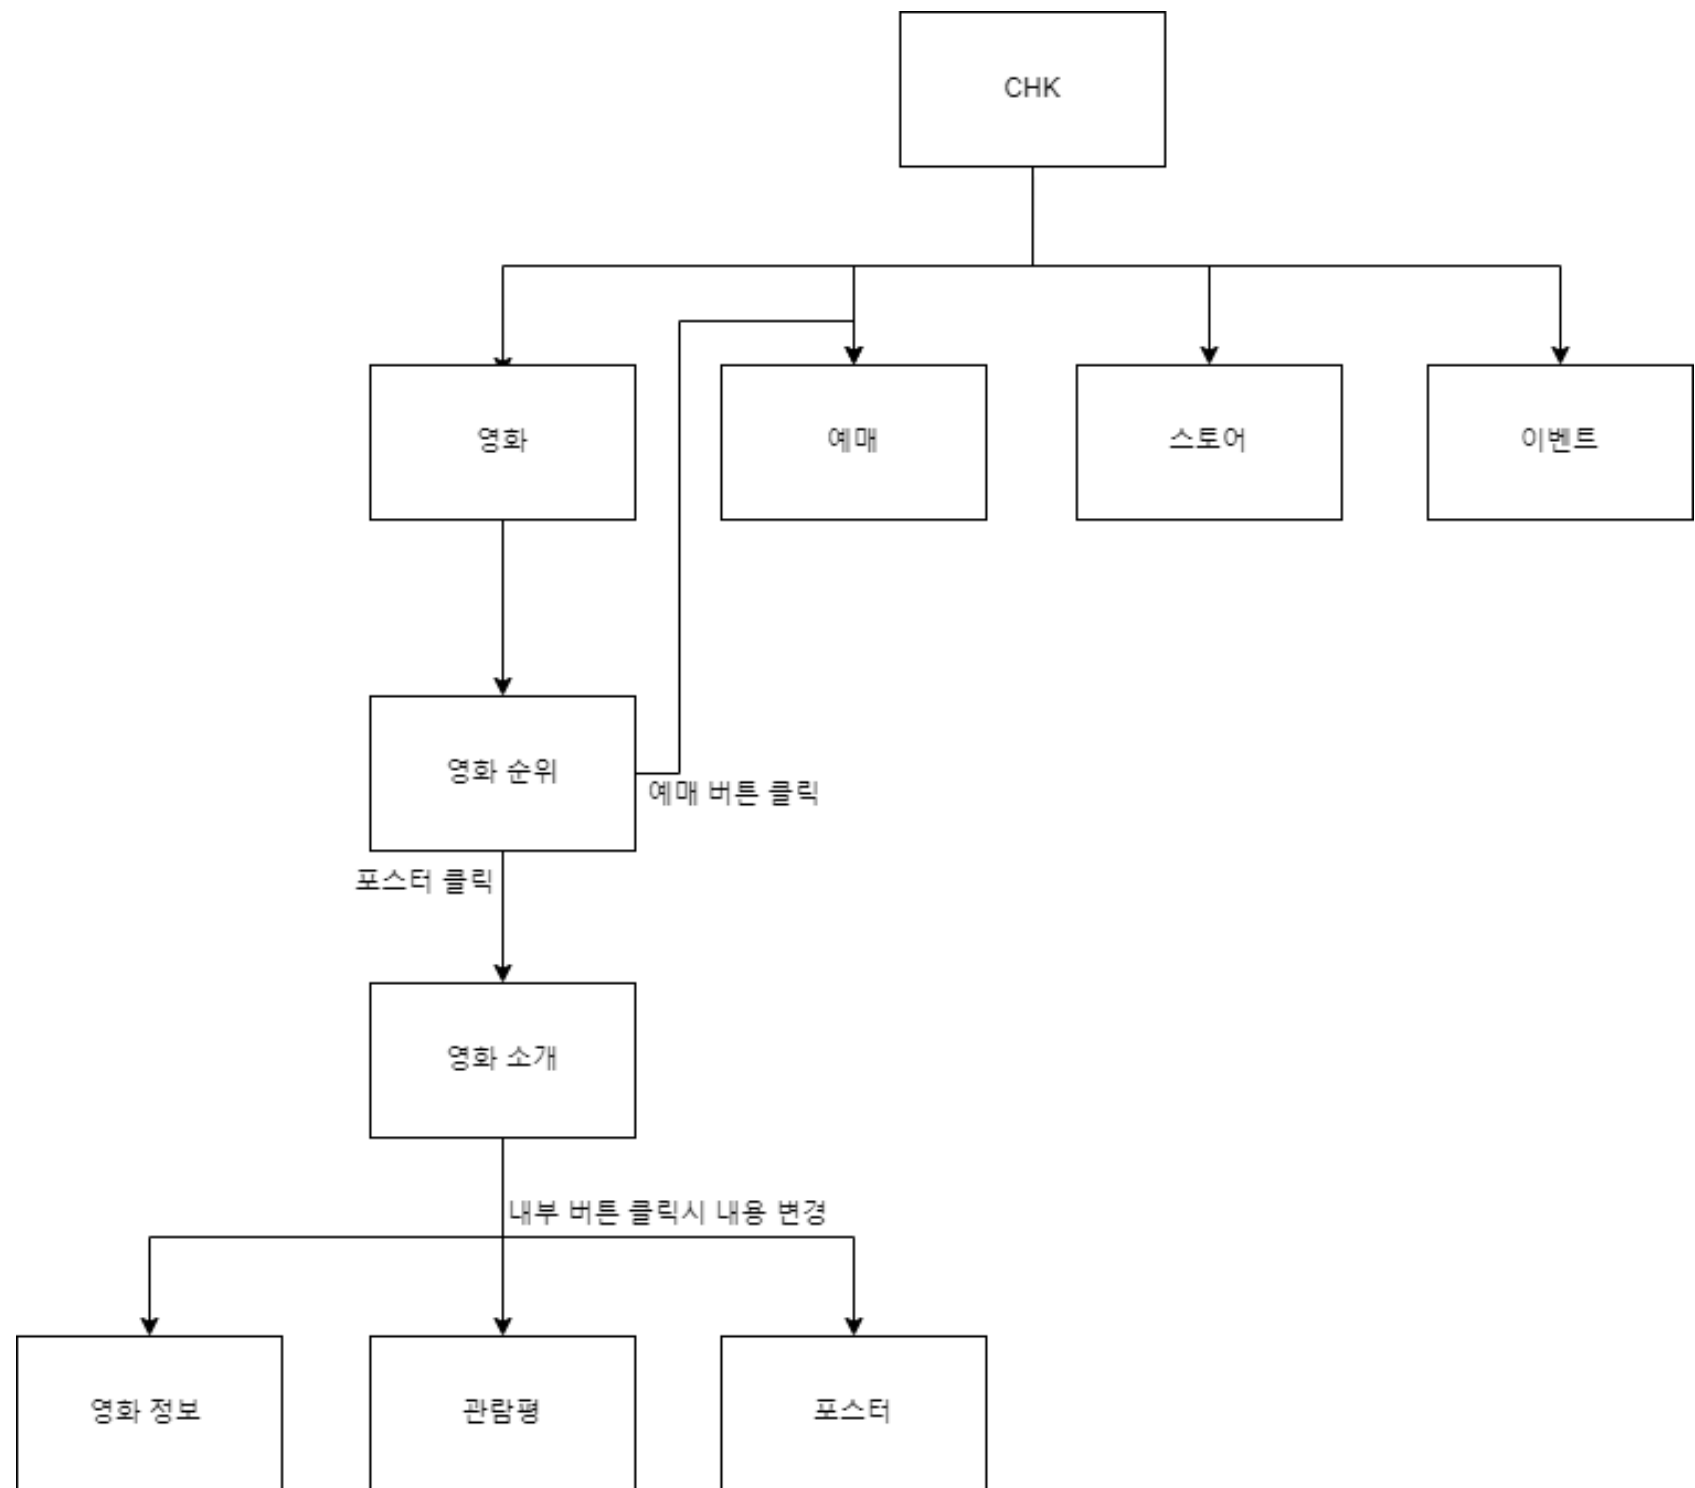 CHK
영화
예매
스토어
이벤트
영화 순위
예매 버튼 클릭
포스터 클릭
영화 소개
내부 버튼 클릭시 내용 변경
영화 정보
관람평
포스터